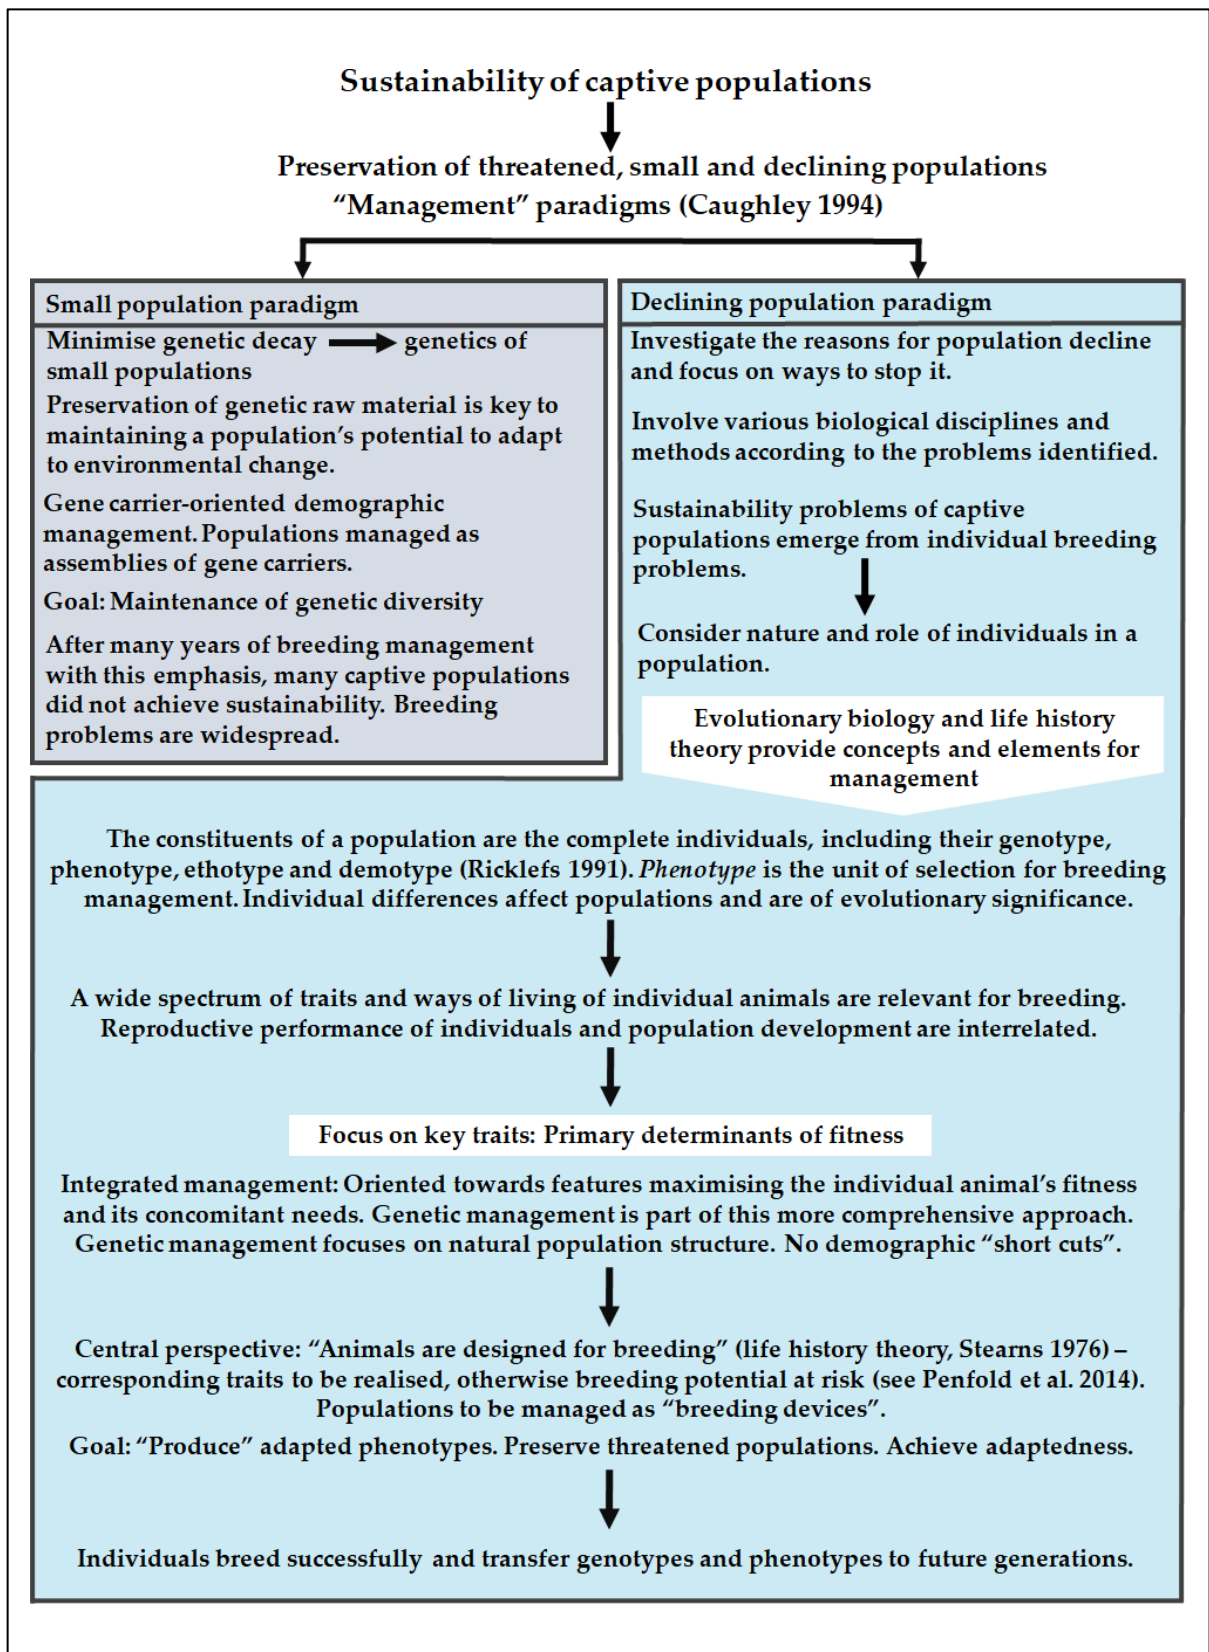 Sustainability of captive populations
Preservation of threatened, small and declining populations
“Management” paradigms (Caughley 1994)
Small population paradigm
Minimise genetic decay genetics of
small populations
Preservation of genetic raw material is key to
maintaining a population’s potential to adapt
to environmental change.
Gene carrier-oriented demographic
management. Populations managed as
assemblies of gene carriers.
Goal: Maintenance of genetic diversity
After many years of breeding management
with this emphasis, many captive populations
did not achieve sustainability. Breeding
problems are widespread.
Declining population paradigm
Investigate the reasons for population decline
and focus on ways to stop it.
Involve various biological disciplines and
methods according to the problems identified.
Sustainability problems of captive
populations emerge from individual breeding
problems.
Consider nature and role of individuals in a
population.
Evolutionary biology and life history
theory provide concepts and elements for
management
The constituents of a population are the complete individuals, including their genotype,
phenotype, ethotype and demotype (Ricklefs 1991). Phenotype is the unit of selection for breeding
management. Individual differences affect populations and are of evolutionary significance.
A wide spectrum of traits and ways of living of individual animals are relevant for breeding.
Reproductive performance of individuals and population development are interrelated.
Focus on key traits: Primary determinants of fitness
Integrated management: Oriented towards features maximising the individual animal’s fitness
and its concomitant needs. Genetic management is part of this more comprehensive approach.
Genetic management focuses on natural population structure. No demographic “short cuts”.
Central perspective: “Animals are designed for breeding” (life history theory, Stearns 1976) –
corresponding traits to be realised, otherwise breeding potential at risk (see Penfold et al. 2014).
Populations to be managed as “breeding devices”.
Goal: “Produce” adapted phenotypes. Preserve threatened populations. Achieve adaptedness.
Individuals breed successfully and transfer genotypes and phenotypes to future generations.